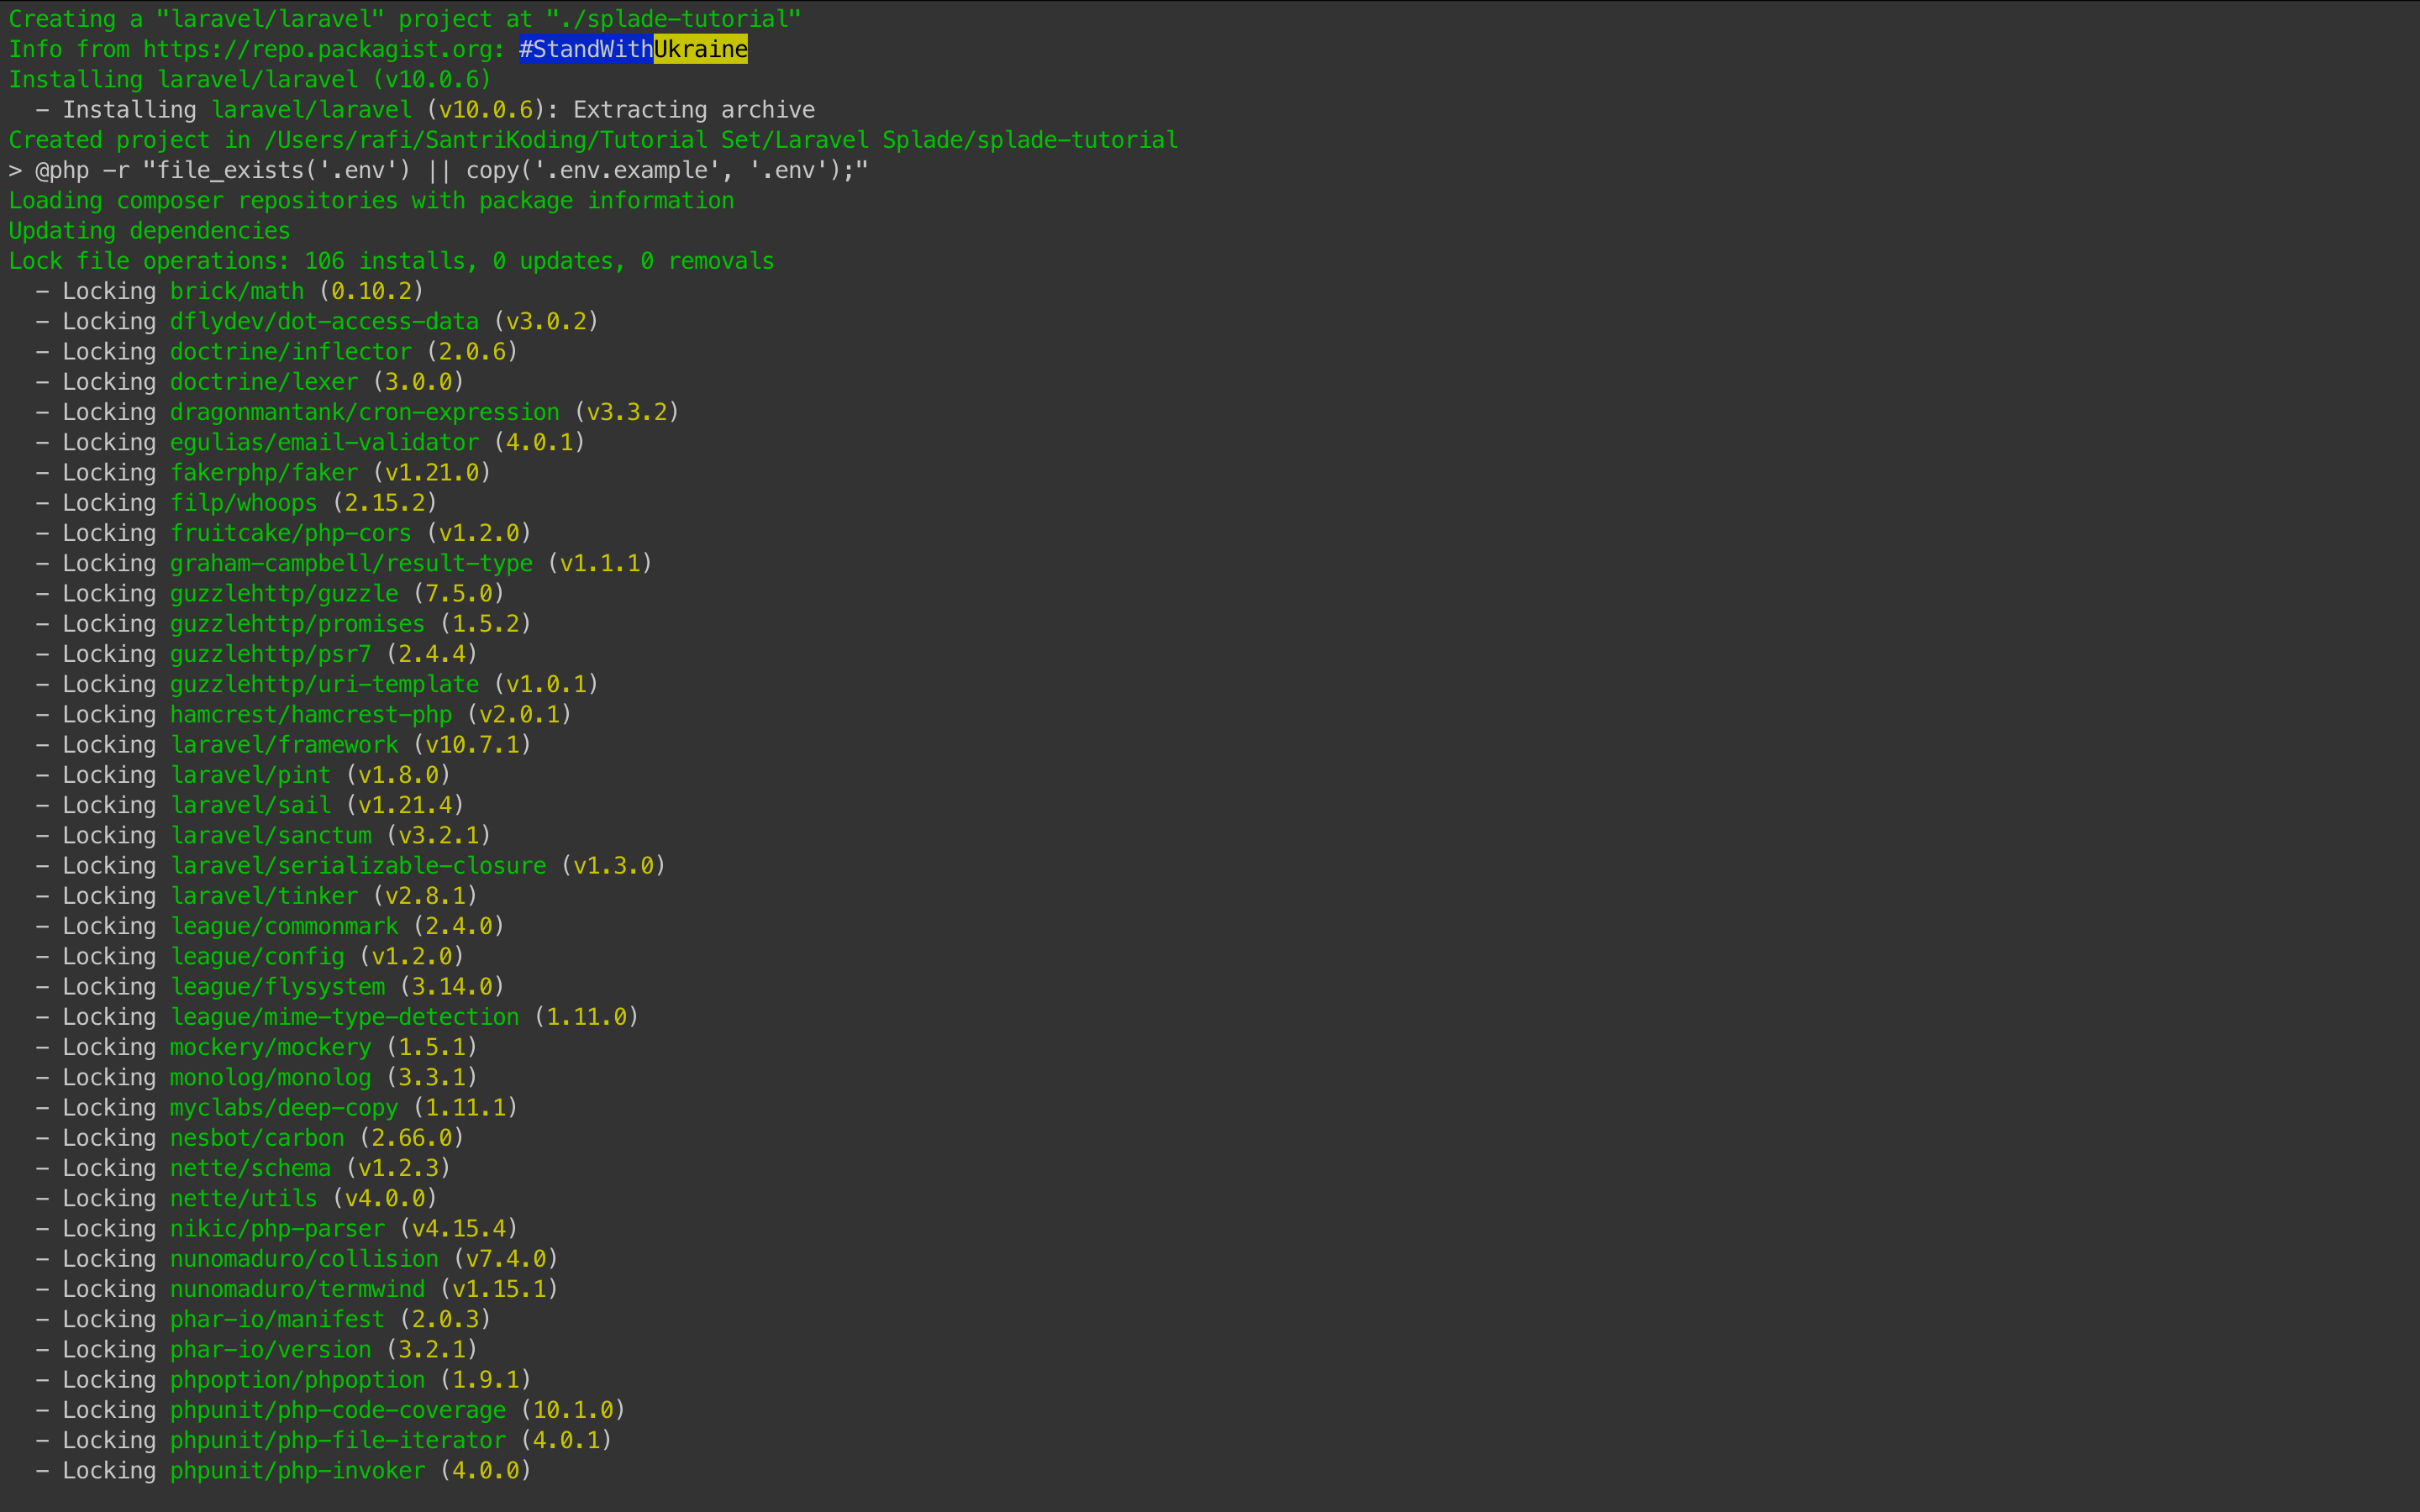 Creating a "laravel/laravel" project at "./splade-tutorial"
Info from https://repo.packagist.org: #StandWithUkraine
Installing laravel/laravel (v10.0.6)
  - Installing laravel/laravel (v10.0.6): Extracting archive
Created project in /Users/rafi/SantriKoding/Tutorial Set/Laravel Splade/splade-tutorial
> @php -r "file_exists('.env') || copy('.env.example', '.env');"
Loading composer repositories with package information
Updating dependencies
Lock file operations: 106 installs, 0 updates, 0 removals
  - Locking brick/math (0.10.2)
  - Locking dflydev/dot-access-data (v3.0.2)
  - Locking doctrine/inflector (2.0.6)
  - Locking doctrine/lexer (3.0.0)
  - Locking dragonmantank/cron-expression (v3.3.2)
  - Locking egulias/email-validator (4.0.1)
  - Locking fakerphp/faker (v1.21.0)
  - Locking filp/whoops (2.15.2)
  - Locking fruitcake/php-cors (v1.2.0)
  - Locking graham-campbell/result-type (v1.1.1)
  - Locking guzzlehttp/guzzle (7.5.0)
  - Locking guzzlehttp/promises (1.5.2)
  - Locking guzzlehttp/psr7 (2.4.4)
  - Locking guzzlehttp/uri-template (v1.0.1)
  - Locking hamcrest/hamcrest-php (v2.0.1)
  - Locking laravel/framework (v10.7.1)
  - Locking laravel/pint (v1.8.0)
  - Locking laravel/sail (v1.21.4)
  - Locking laravel/sanctum (v3.2.1)
  - Locking laravel/serializable-closure (v1.3.0)
  - Locking laravel/tinker (v2.8.1)
  - Locking league/commonmark (2.4.0)
  - Locking league/config (v1.2.0)
  - Locking league/flysystem (3.14.0)
  - Locking league/mime-type-detection (1.11.0)
  - Locking mockery/mockery (1.5.1)
  - Locking monolog/monolog (3.3.1)
  - Locking myclabs/deep-copy (1.11.1)
  - Locking nesbot/carbon (2.66.0)
  - Locking nette/schema (v1.2.3)
  - Locking nette/utils (v4.0.0)
  - Locking nikic/php-parser (v4.15.4)
  - Locking nunomaduro/collision (v7.4.0)
  - Locking nunomaduro/termwind (v1.15.1)
  - Locking phar-io/manifest (2.0.3)
  - Locking phar-io/version (3.2.1)
  - Locking phpoption/phpoption (1.9.1)
  - Locking phpunit/php-code-coverage (10.1.0)
  - Locking phpunit/php-file-iterator (4.0.1)
  - Locking phpunit/php-invoker (4.0.0)